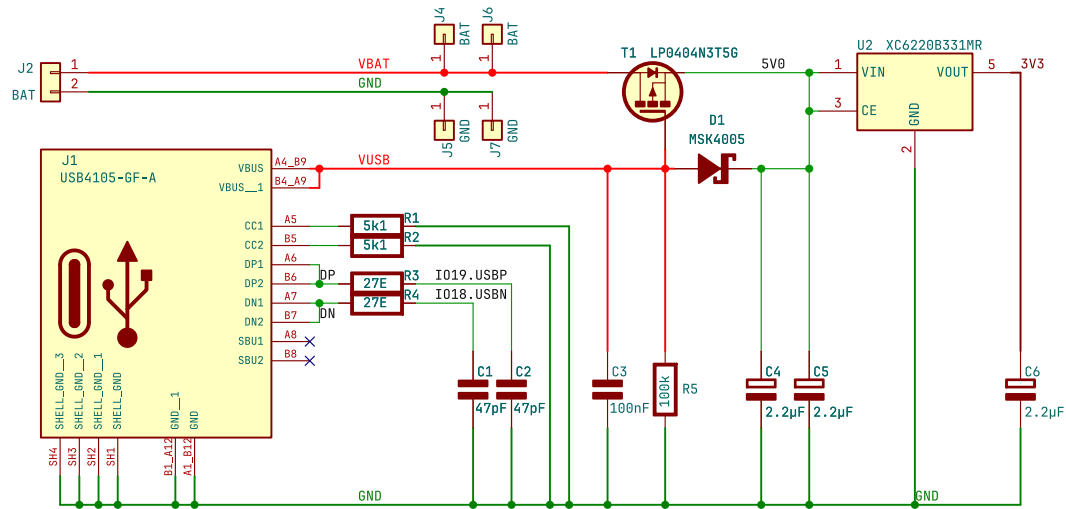 J4
BAT
1
J6
BAT
1
J2
1
2
BAT
VBAT
GND
T1 LP0404N3T5G
5V0
U2 XC6220B331MR
1
VIN
VOUT
5
3V3
3
CE
GND
2
1
J5
GND
1
J7
GND
D1
MSK4005
J1
USB4105-GF-A
VBUS
A4_B9
VUSB
VBUS__1
B4_A9
CC1
A5
5k1
R1
CC2
B5
5k1
R2
DP1
A6
DP2
B6
DP
27E
R3
IO19.USBP
DN1
A7
27E
R4
IO18.USBN
DN2
B7
DN
SBU1
A8
SBU2
B8
SHELL_GND__3
SHELL_GND__2
SHELL_GND__1
SHELL_GND
GND__1
GND
SH4
SH3
SH2
SH1
B1_A12
A1_B12
C1
47pF
C2
47pF
C3
100nF
100k
R5
C4
2.2µF
C5
2.2µF
C6
2.2µF
GND
GND